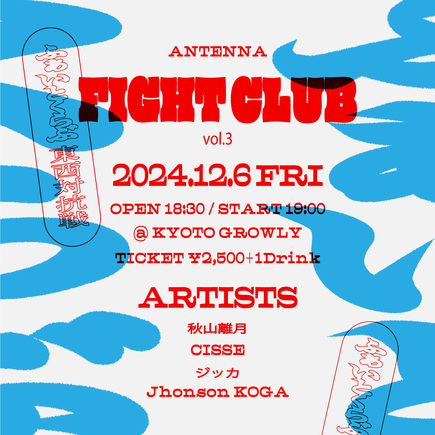 ANTENNA
FIGHT CLUB
vol.3
2024.12.6 FRI
OPEN 18:30 / START 19:00
@ KYOTO GROWLY
TICKET ¥2,500+1Drink
ARTISTS
秋山離月
CISSE
ジッカ
Jhonson KOGA
東西対抗戦